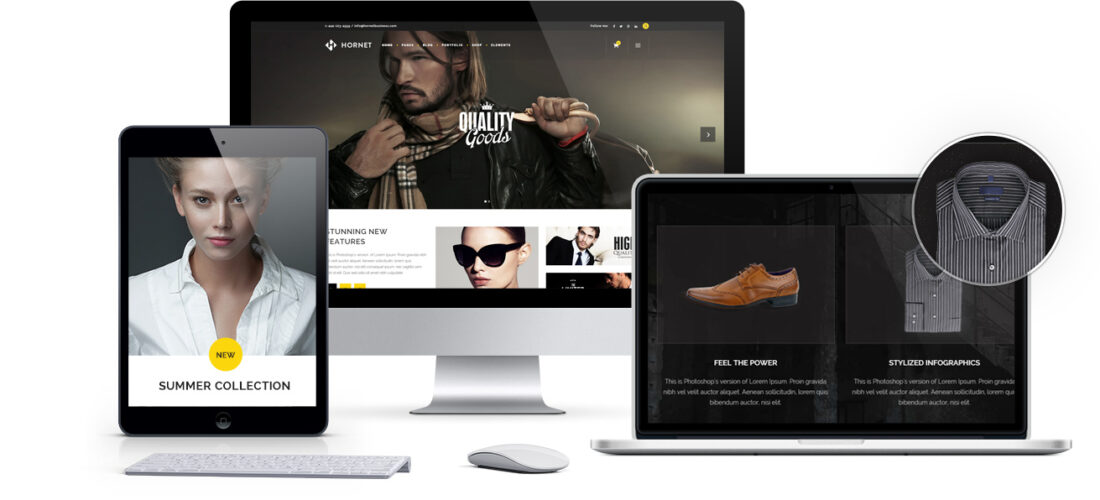 Follow me:
HORNET
HOME
PAGES
BLOG
PORTFOLIO
SHOP
ELEMENTS
QUALITY
Goods
STUNNING NEW
FEATURES
HIGH
NEW
SUMMER COLLECTION
FEEL THE POWER
This is Photoshop's version of Lorem Ipsum. Proin gravida
nibh vel velit auctor aliquet. Aenean sollicitudin, lorem quis
bibendum auctor, nisi elit.
STYLIZED INFOGRAPHICS
This is Photoshop's version of Lorem Ipsum. Proin gravida
nibh vel velit auctor aliquet. Aenean sollicitudin, lorem quis
bibendum auctor, nisi elit.